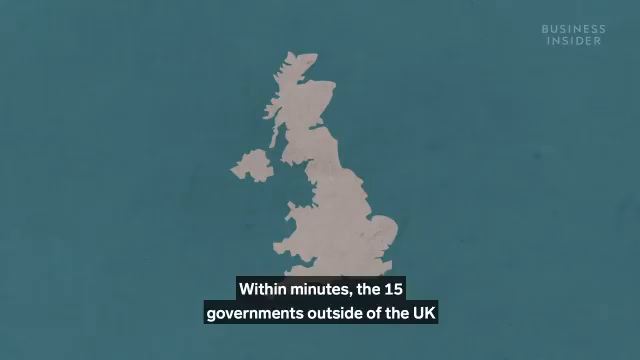 BUSINESS
INSIDER
Within minutes, the 15
governments outside of the UK